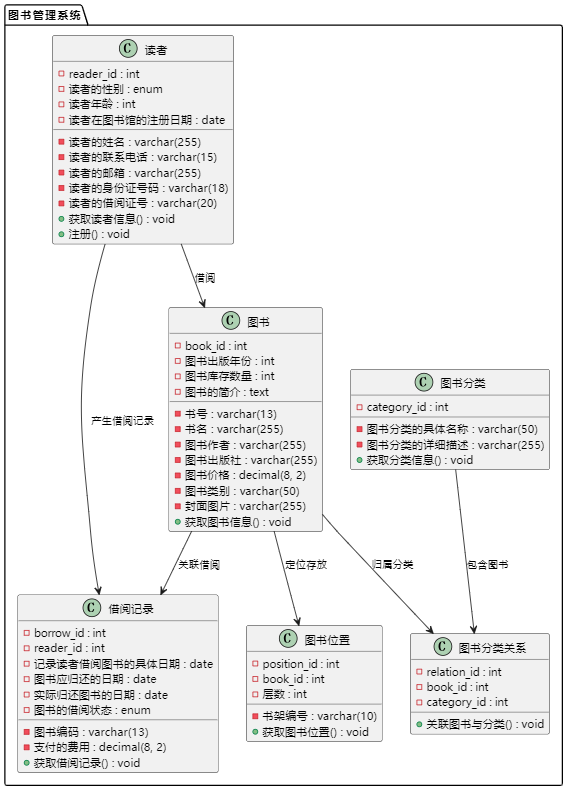 图书管理系统
C 读者
reader_id : int
读者的性别 : enum
读者年龄 : int
读者在图书馆的注册日期 : date
读者的姓名 : varchar(255)
读者的联系电话 : varchar(15)
读者的邮箱 : varchar(255)
读者的身份证号码 : varchar(18)
读者的借阅证号 : varchar(20)
获取读者信息() : void
注册() : void
借阅
C 图书
book_id : int
图书出版年份 : int
图书库存数量 : int
图书的简介 : text
书号 : varchar(13)
书名 : varchar(255)
图书作者 : varchar(255)
图书出版社 : varchar(255)
图书价格 : decimal(8, 2)
图书类别 : varchar(50)
封面图片 : varchar(255)
获取图书信息() : void
C 图书分类
category_id : int
图书分类的具体名称 : varchar(50)
图书分类的详细描述 : varchar(255)
获取分类信息() : void
产生借阅记录
关联借阅
定位存放
归属分类
包含图书
C 借阅记录
borrow_id : int
reader_id : int
记录读者借阅图书的具体日期 : date
图书应归还的日期 : date
实际归还图书的日期 : date
图书的借阅状态 : enum
图书编码 : varchar(13)
支付的费用 : decimal(8, 2)
获取借阅记录() : void
C 图书位置
position_id : int
book_id : int
层数 : int
书架编号 : varchar(10)
获取图书位置() : void
C 图书分类关系
relation_id : int
book_id : int
category_id : int
关联图书与分类() : void